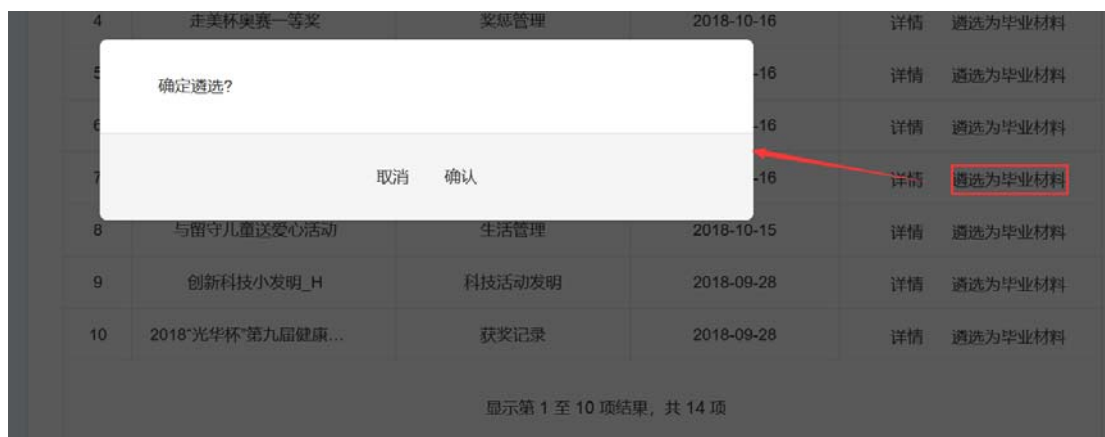 4 走美杯奥赛一等奖 奖惩管理 2018-10-16 详情 遴选为毕业材料
5 -16 详情 遴选为毕业材料
确定遴选?
6 -16 详情 遴选为毕业材料
7 -16 详情 遴选为毕业材料
取消 确认
8 与留守儿童送爱心活动 生活管理 2018-10-15 详情 遴选为毕业材料
9 创新科技小发明_H 科技活动发明 2018-09-28 详情 遴选为毕业材料
10 2018“光华杯”第九届健康… 获奖记录 2018-09-28 详情 遴选为毕业材料
显示第 1 至 10 项结果，共 14 项